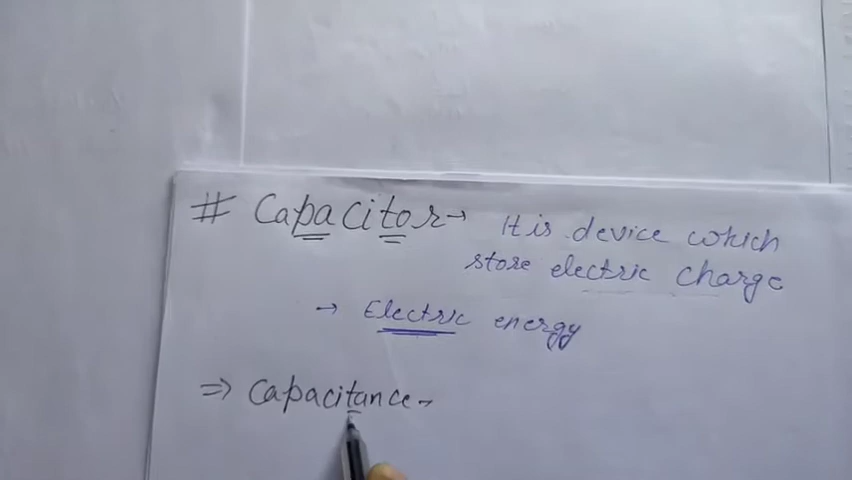 # Capacitor → It is device which
store electric charge
→ Electric energy
⇒ Capacitance →